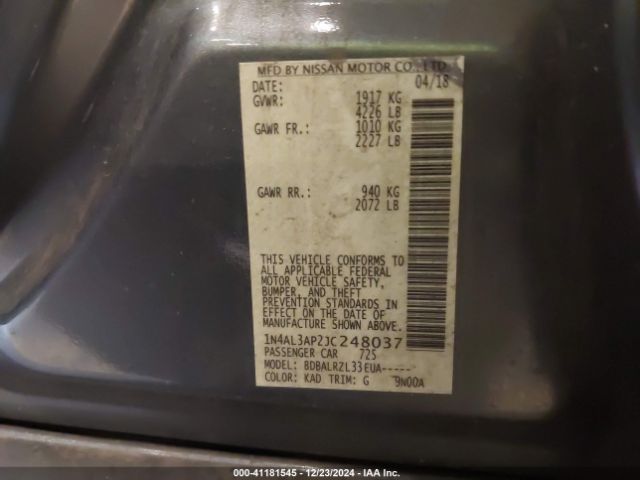 MFD BY NISSAN MOTOR CO., LTD
DATE: 04/18
GVWR: 1917 KG
4226 LB
GAWR FR.: 1010 KG
2227 LB
GAWR RR.: 940 KG
2072 LB
THIS VEHICLE CONFORMS TO
ALL APPLICABLE FEDERAL
MOTOR VEHICLE SAFETY,
BUMPER, AND THEFT
PREVENTION STANDARDS IN
EFFECT ON THE DATE OF
MANUFACTURE SHOWN ABOVE.
1N4AL3AP2JC248037
PASSENGER CAR 725
MODEL: BDBALRZL33EUA-----
COLOR: KAD TRIM: G 9N00A
000-41181545 - 12/23/2024 - IAA Inc.